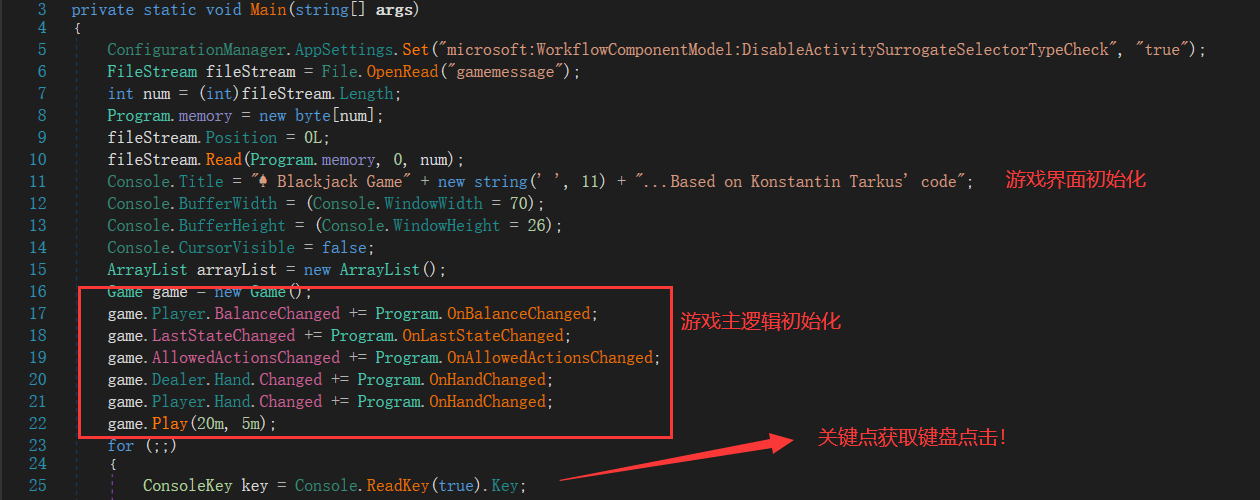 3 private static void Main(string[] args)
4 {
5 ConfigurationManager.AppSettings.Set("microsoft:WorkflowComponentModel:DisableActivitySurrogateSelectorTypeCheck", "true");
6 FileStream fileStream = File.OpenRead("gamemessage");
7 int num = (int)fileStream.Length;
8 Program.memory = new byte[num];
9 fileStream.Position = 0L;
10 fileStream.Read(Program.memory, 0, num);
11 Console.Title = "♠ Blackjack Game" + new string(' ', 11) + "...Based on Konstantin Tarkus' code"; 游戏界面初始化
12 Console.BufferWidth = (Console.WindowWidth = 70);
13 Console.BufferHeight = (Console.WindowHeight = 26);
14 Console.CursorVisible = false;
15 ArrayList arrayList = new ArrayList();
16 Game game = new Game();
17 game.Player.BalanceChanged += Program.OnBalanceChanged; 游戏主逻辑初始化
18 game.LastStateChanged += Program.OnLastStateChanged;
19 game.AllowedActionsChanged += Program.OnAllowedActionsChanged;
20 game.Dealer.Hand.Changed += Program.OnHandChanged;
21 game.Player.Hand.Changed += Program.OnHandChanged;
22 game.Play(20m, 5m);
23 for (;;) 关键点获取键盘点击!
24 {
25 ConsoleKey key = Console.ReadKey(true).Key;